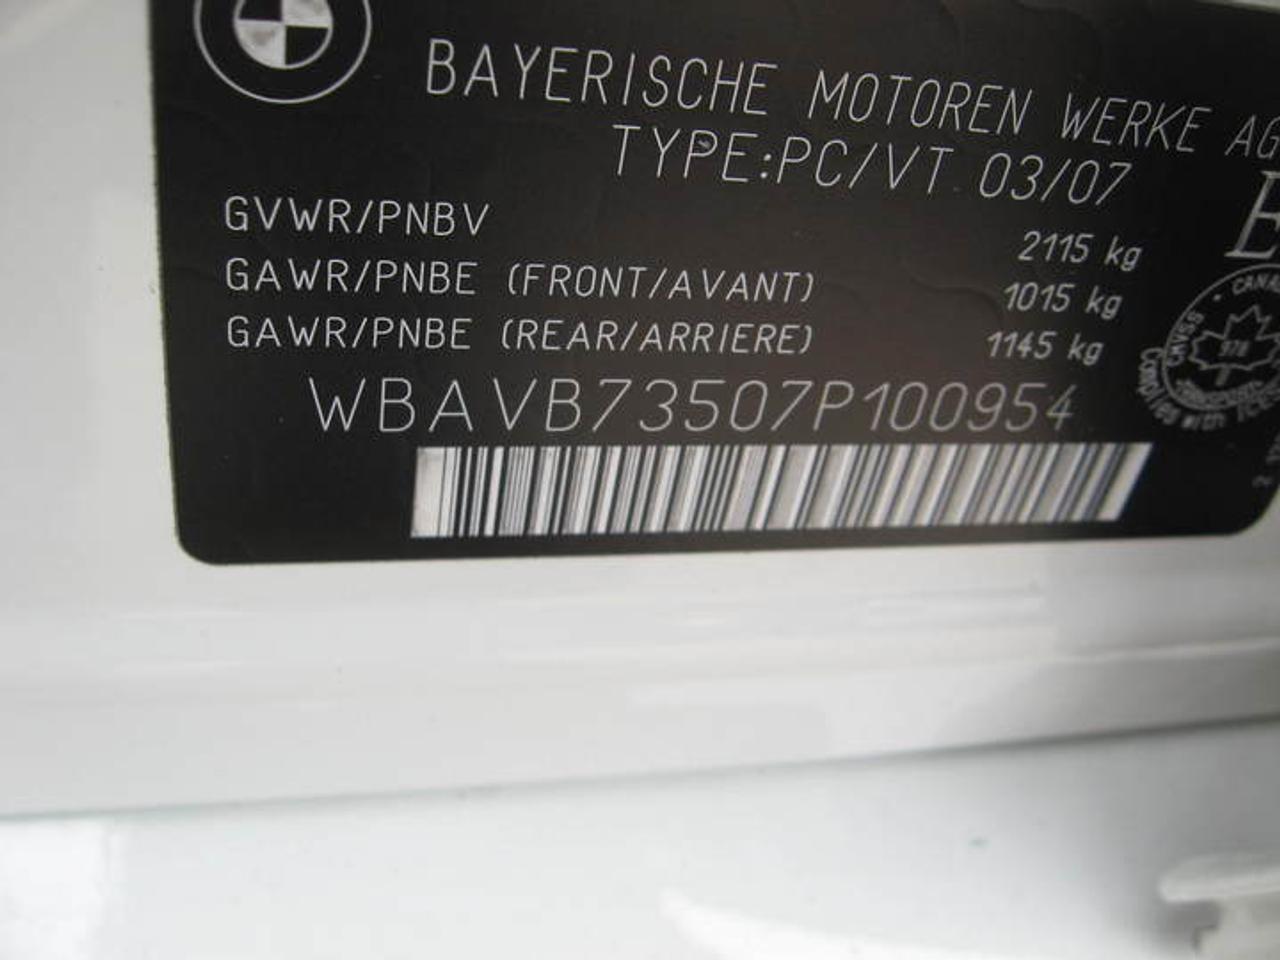 BAYERISCHE MOTOREN WERKE AG
TYPE:PC/VT 03/07
GVWR/PNBV 2115 kg
GAWR/PNBE (FRONT/AVANT) 1015 kg
GAWR/PNBE (REAR/ARRIERE) 1145 kg
WBAVB73507P100954
E